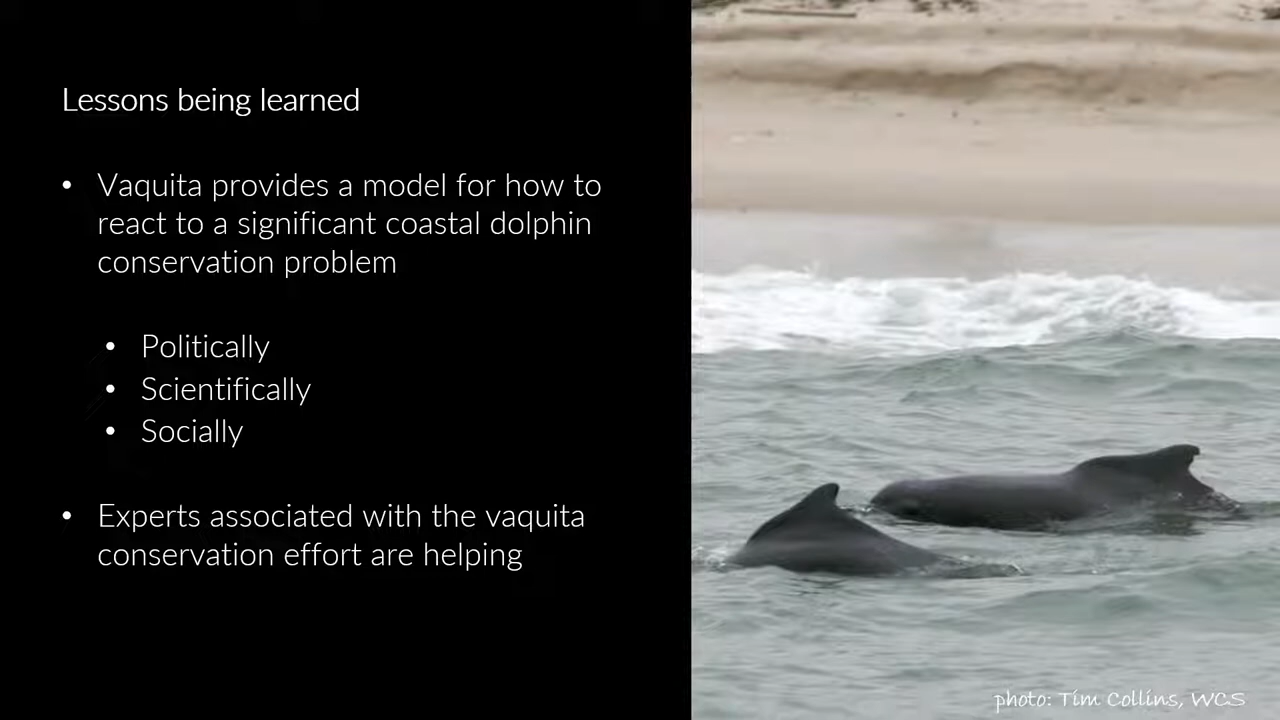 Lessons being learned
• Vaquita provides a model for how to
react to a significant coastal dolphin
conservation problem
• Politically
• Scientifically
• Socially
• Experts associated with the vaquita
conservation effort are helping
photo: Tim Collins, WCS